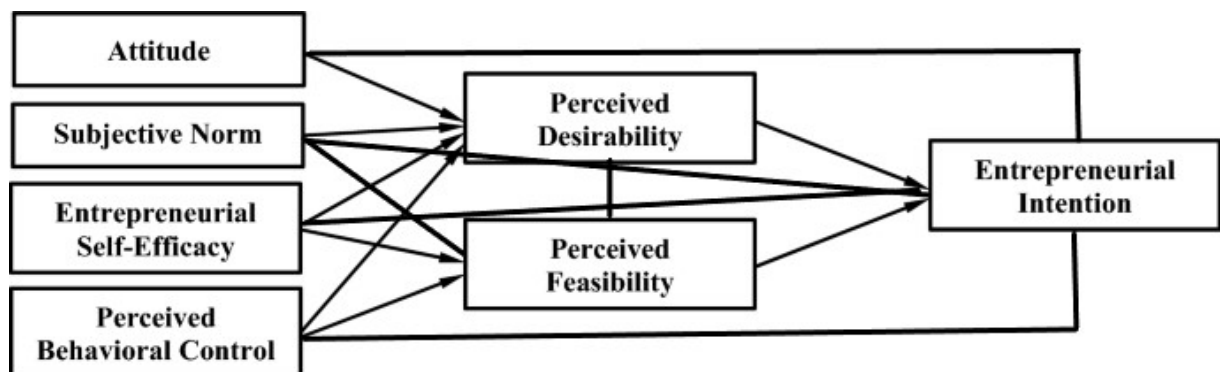 Attitude
Subjective Norm
Entrepreneurial
Self-Efficacy
Perceived
Behavioral Control
Perceived
Desirability
Perceived
Feasibility
Entrepreneurial
Intention